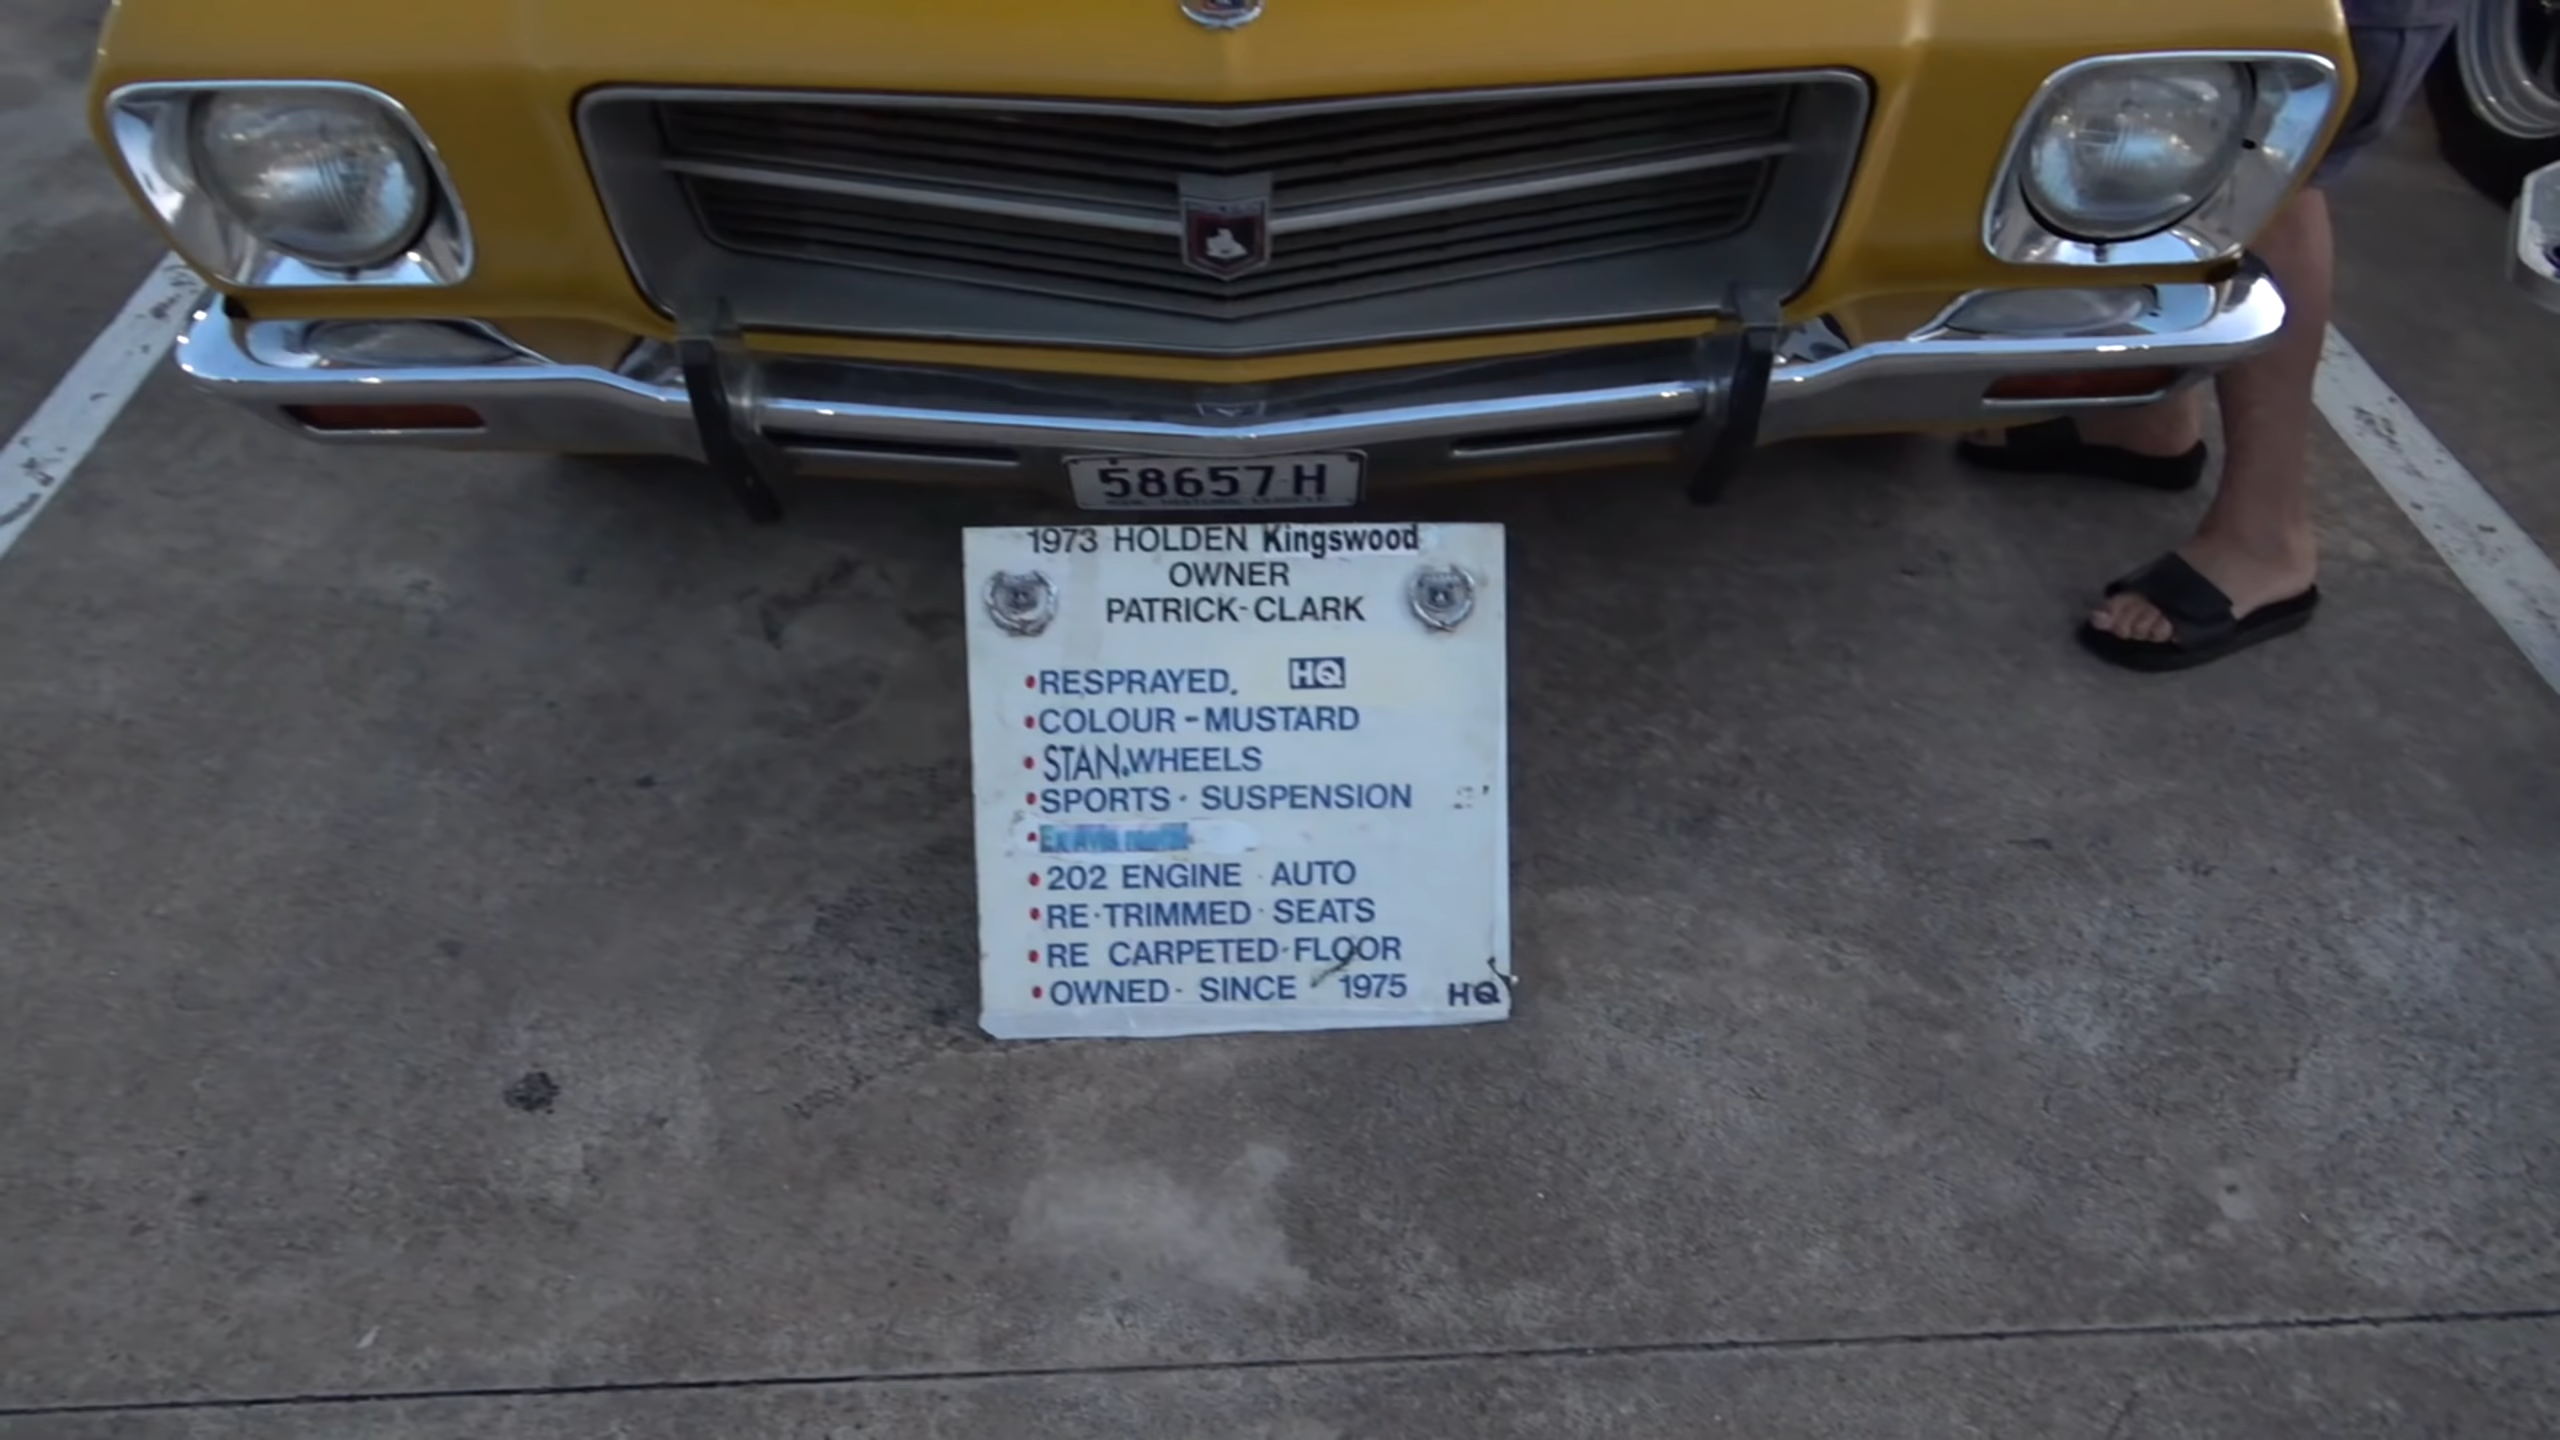 58657·H
1973 HOLDEN Kingswood
OWNER
PATRICK-CLARK
•RESPRAYED. HQ
•COLOUR-MUSTARD
•STAN.WHEELS
•SPORTS· SUSPENSION
•202 ENGINE · AUTO
•RE·TRIMMED· SEATS
•RE CARPETED·FLOOR
•OWNED· SINCE 1975 HQ